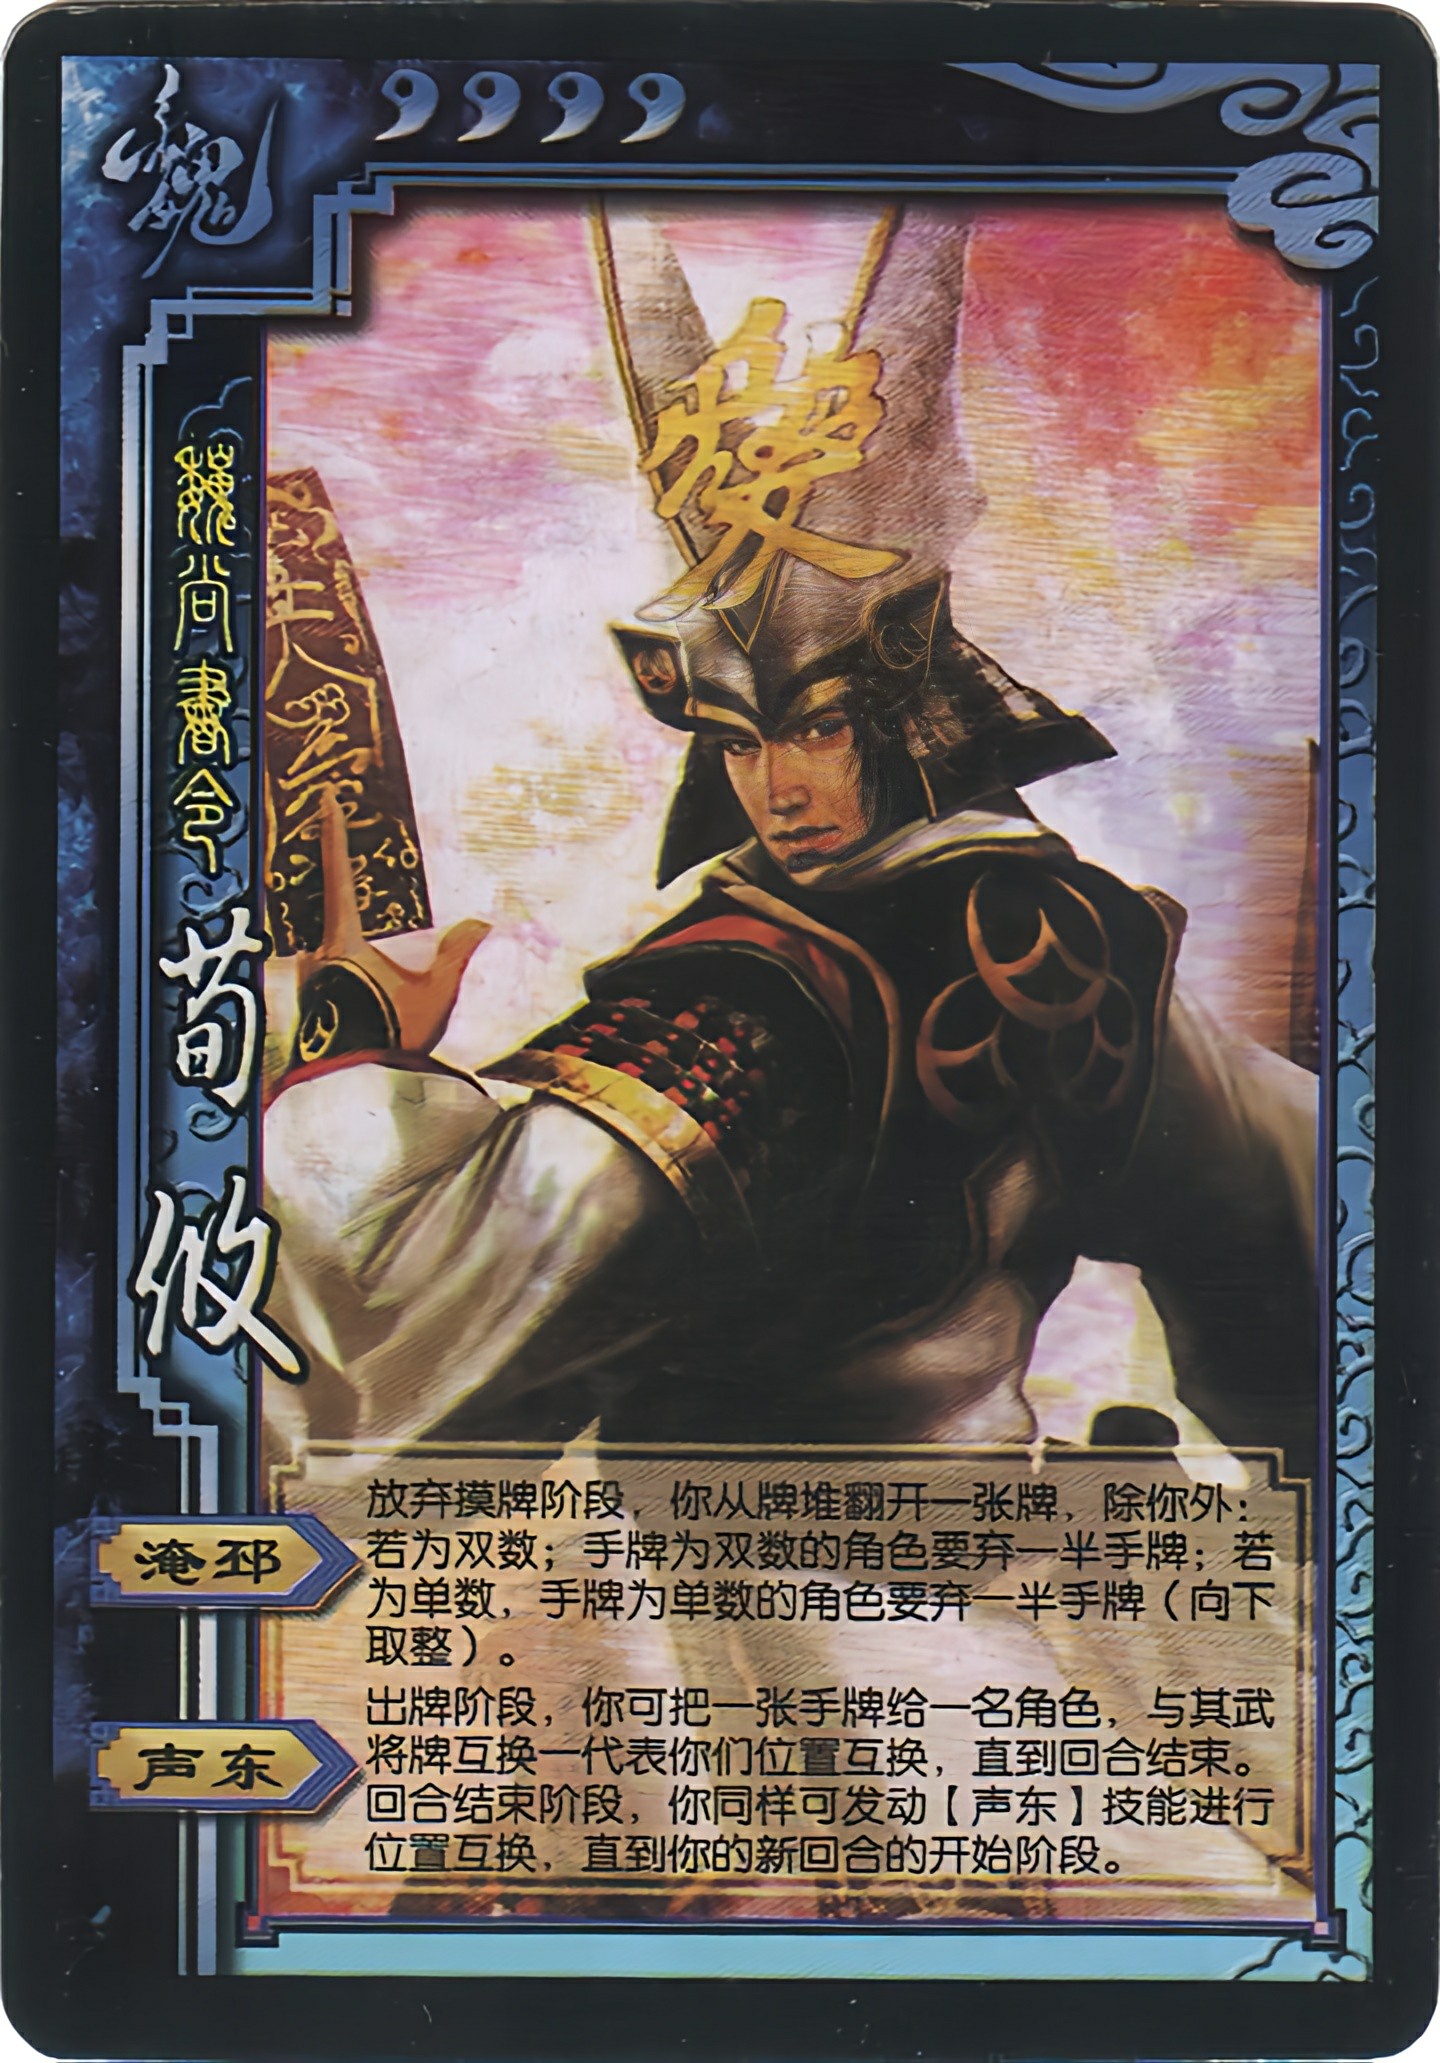 魏
魏尚書令
荀攸
愛
淹邳
放弃摸牌阶段，你从牌堆翻开一张牌，除你外：
若为双数；手牌为双数的角色要弃一半手牌；若
为单数，手牌为单数的角色要弃一半手牌（向下
取整）。
声东
出牌阶段，你可把一张手牌给一名角色，与其武
将牌互换一代表你们位置互换，直到回合结束。
回合结束阶段，你同样可发动【声东】技能进行
位置互换，直到你的新回合的开始阶段。